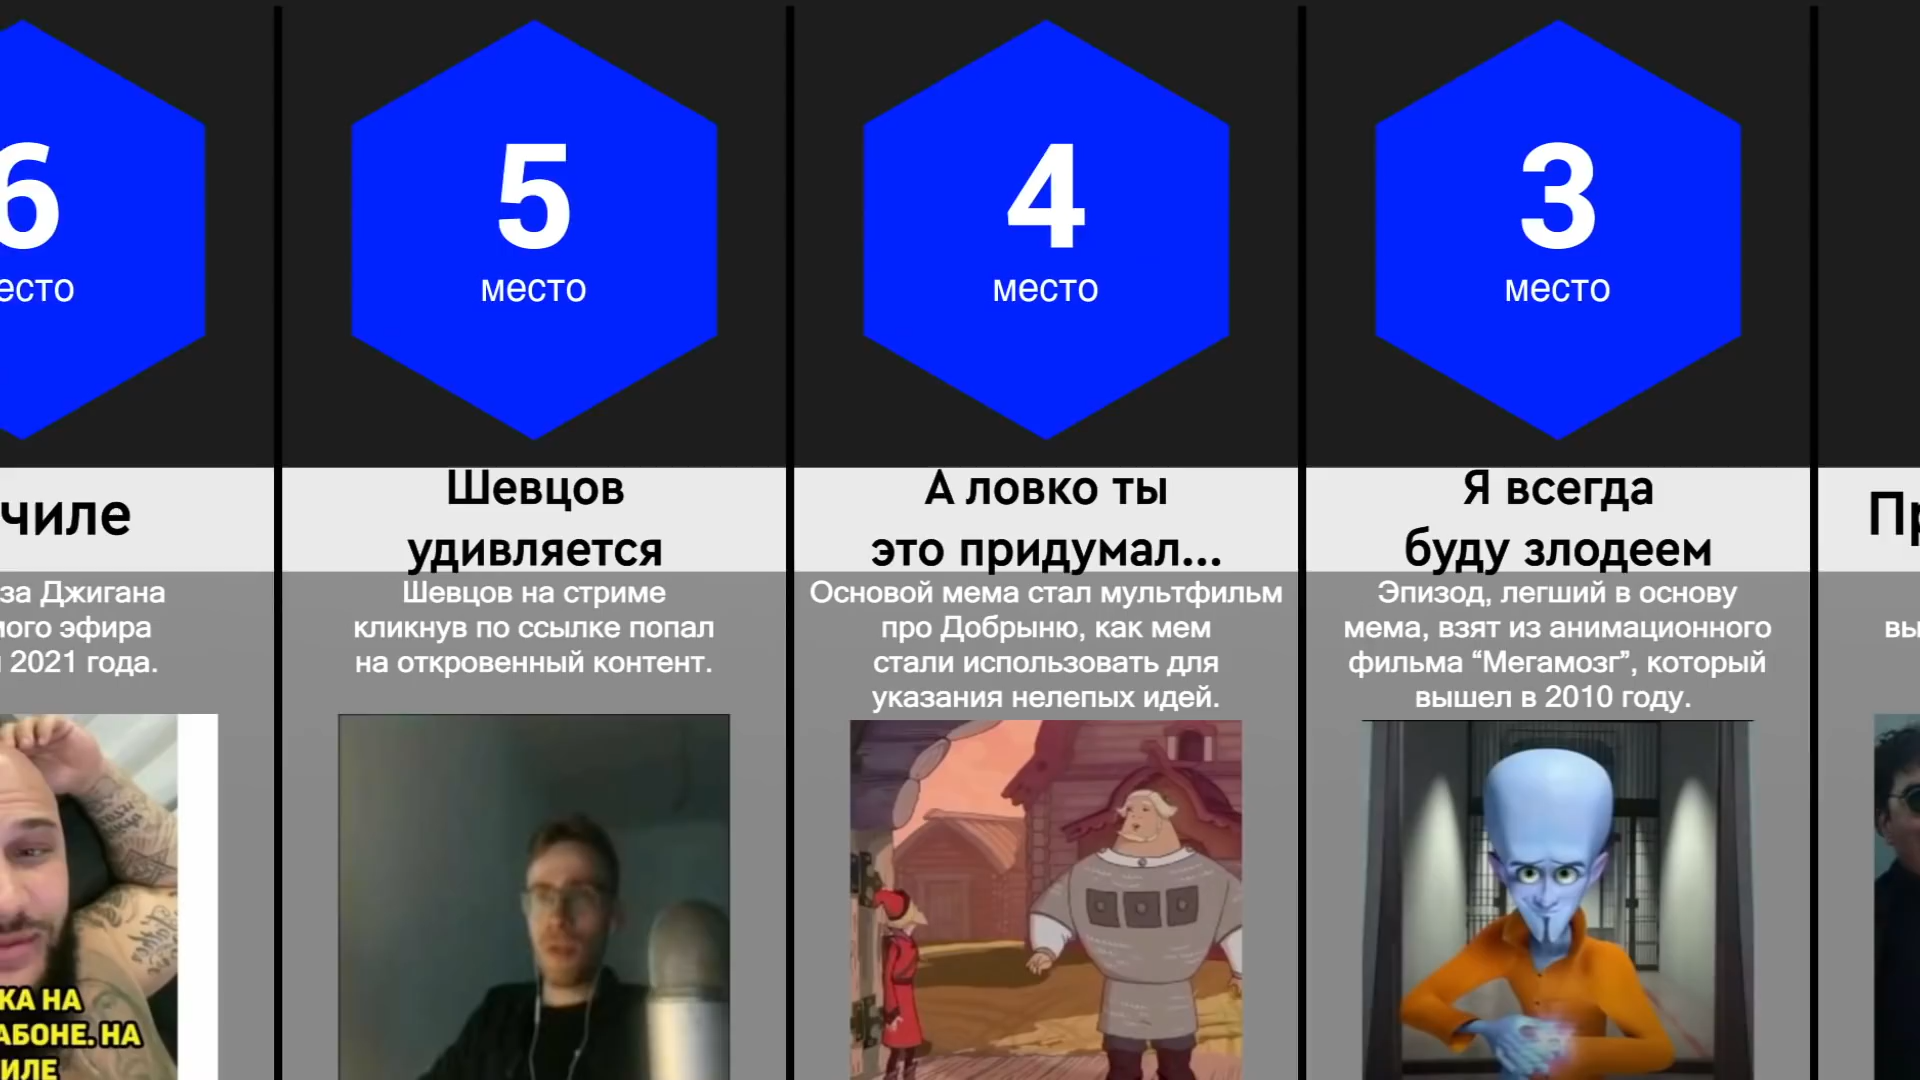 6
есто
чиле
за Джигана
мого эфира
2021 года.
КА НА
АБОНЕ. НА
ИЛЕ
5
место
Шевцов
удивляется
Шевцов на стриме
кликнув по ссылке попал
на откровенный контент.
4
место
А ловко ты
это придумал...
Основой мема стал мультфильм
про Добрыню, как мем
стали использовать для
указания нелепых идей.
3
место
Я всегда
буду злодеем
Эпизод, легший в основу
мема, взят из анимационного
фильма “Мегамозг”, который
вышел в 2010 году.
Пр
вы